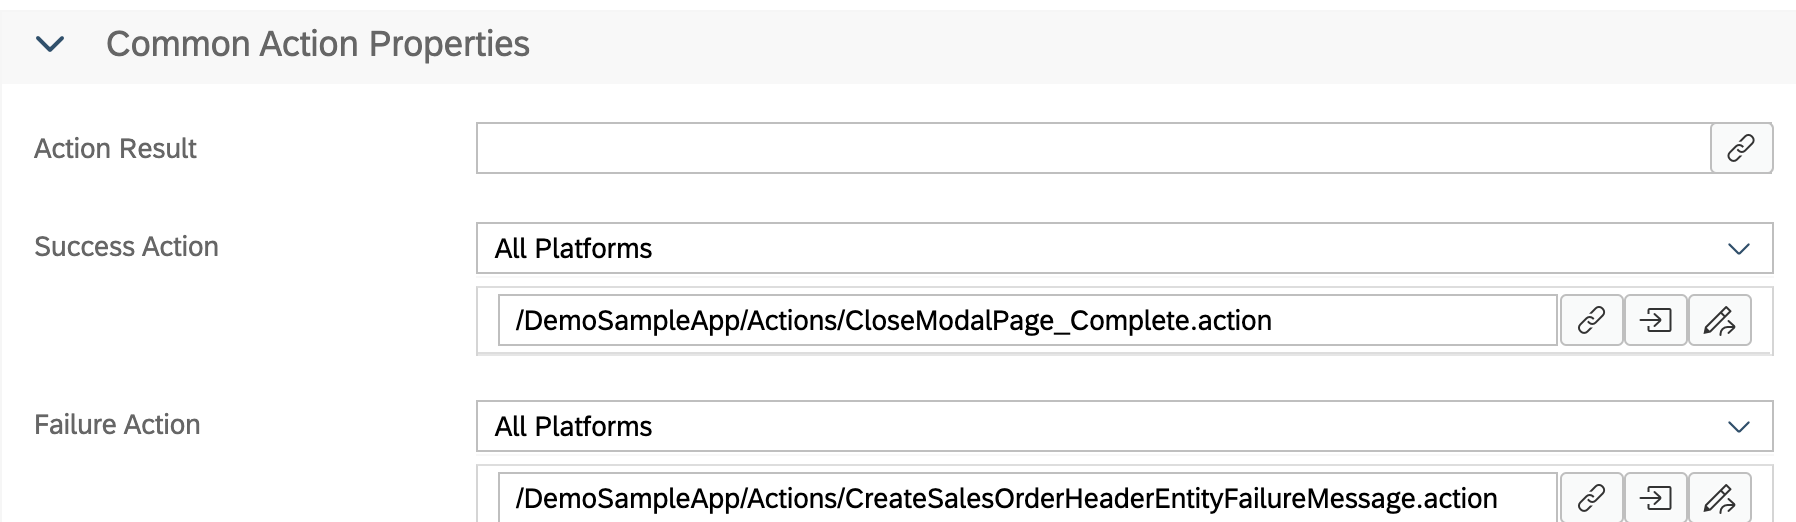 Common Action Properties
Action Result
Success Action
All Platforms
/DemoSampleApp/Actions/CloseModalPage_Complete.action
Failure Action
All Platforms
/DemoSampleApp/Actions/CreateSalesOrderHeaderEntityFailureMessage.action